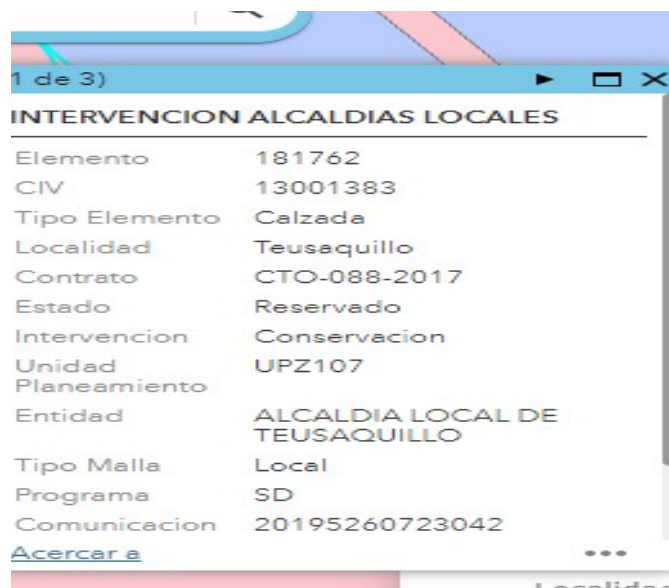 1 de 3)
INTERVENCION ALCALDIAS LOCALES
Elemento 181762
CIV 13001383
Tipo Elemento Calzada
Localidad Teusaquillo
Contrato CTO-088-2017
Estado Reservado
Intervencion Conservacion
Unidad Planeamiento UPZ107
Entidad ALCALDIA LOCAL DE TEUSAQUILLO
Tipo Malla Local
Programa SD
Comunicacion 20195260723042
Acercar a